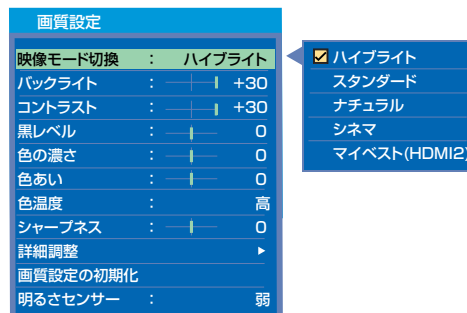 画質設定
映像モード切換 : ハイブライト
バックライト : +30
コントラスト : +30
黒レベル : 0
色の濃さ : 0
色あい : 0
色温度 : 高
シャープネス : 0
詳細調整
画質設定の初期化
明るさセンサー : 弱
ハイブライト
スタンダード
ナチュラル
シネマ
マイベスト(HDMI2)